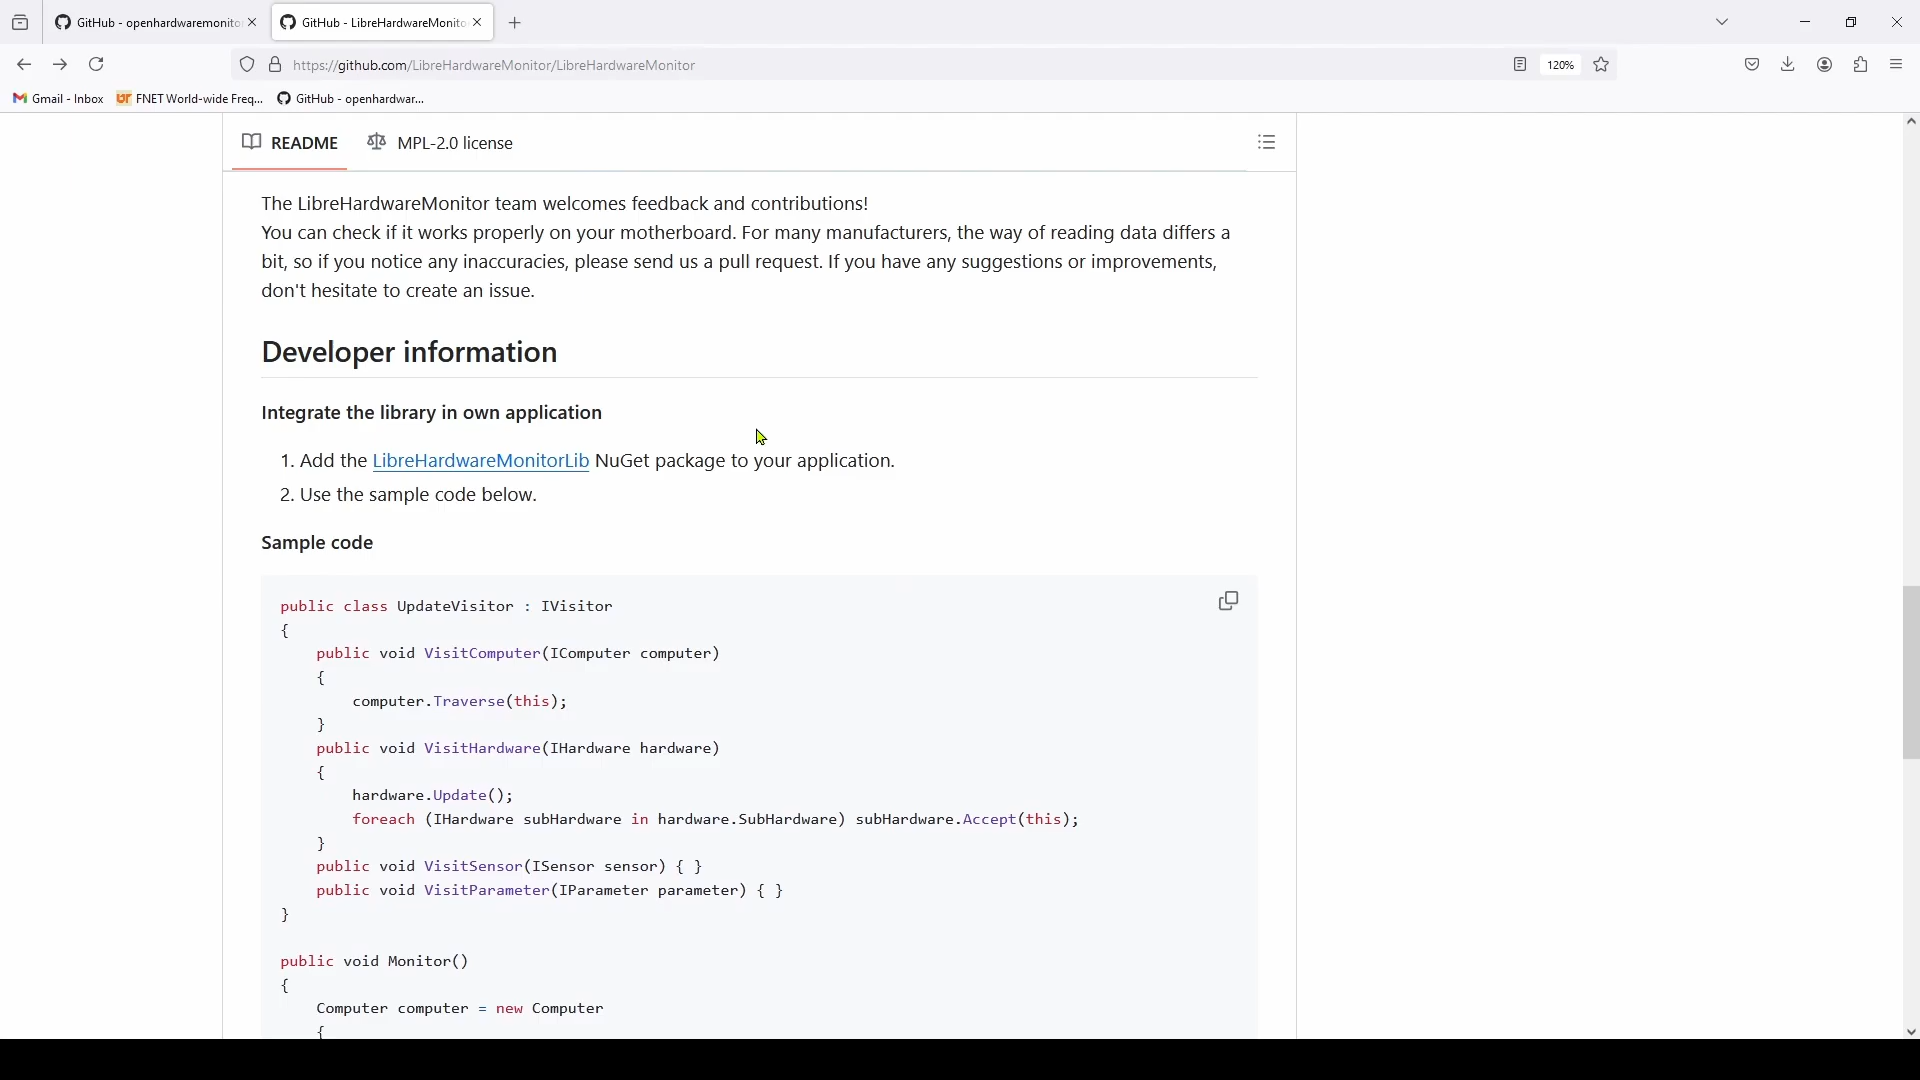 GitHub - openhardwaremonito
GitHub - LibreHardwareMonito
https://github.com/LibreHardwareMonitor/LibreHardwareMonitor
120%
Gmail - Inbox
FNET World-wide Freq...
GitHub - openhardwar...
README
MPL-2.0 license
The LibreHardwareMonitor team welcomes feedback and contributions!
You can check if it works properly on your motherboard. For many manufacturers, the way of reading data differs a
bit, so if you notice any inaccuracies, please send us a pull request. If you have any suggestions or improvements,
don't hesitate to create an issue.
Developer information
Integrate the library in own application
1. Add the LibreHardwareMonitorLib NuGet package to your application.
2. Use the sample code below.
Sample code
public class UpdateVisitor : IVisitor
{
public void VisitComputer(IComputer computer)
{
computer.Traverse(this);
}
public void VisitHardware(IHardware hardware)
{
hardware.Update();
foreach (IHardware subHardware in hardware.SubHardware) subHardware.Accept(this);
}
public void VisitSensor(ISensor sensor) { }
public void VisitParameter(IParameter parameter) { }
}
public void Monitor()
{
Computer computer = new Computer
{